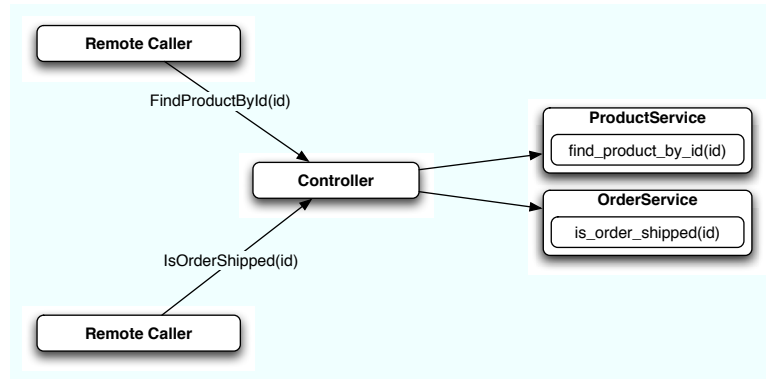 Remote Caller
FindProductById(id)
ProductService
find_product_by_id(id)
Controller
OrderService
is_order_shipped(id)
IsOrderShipped(id)
Remote Caller